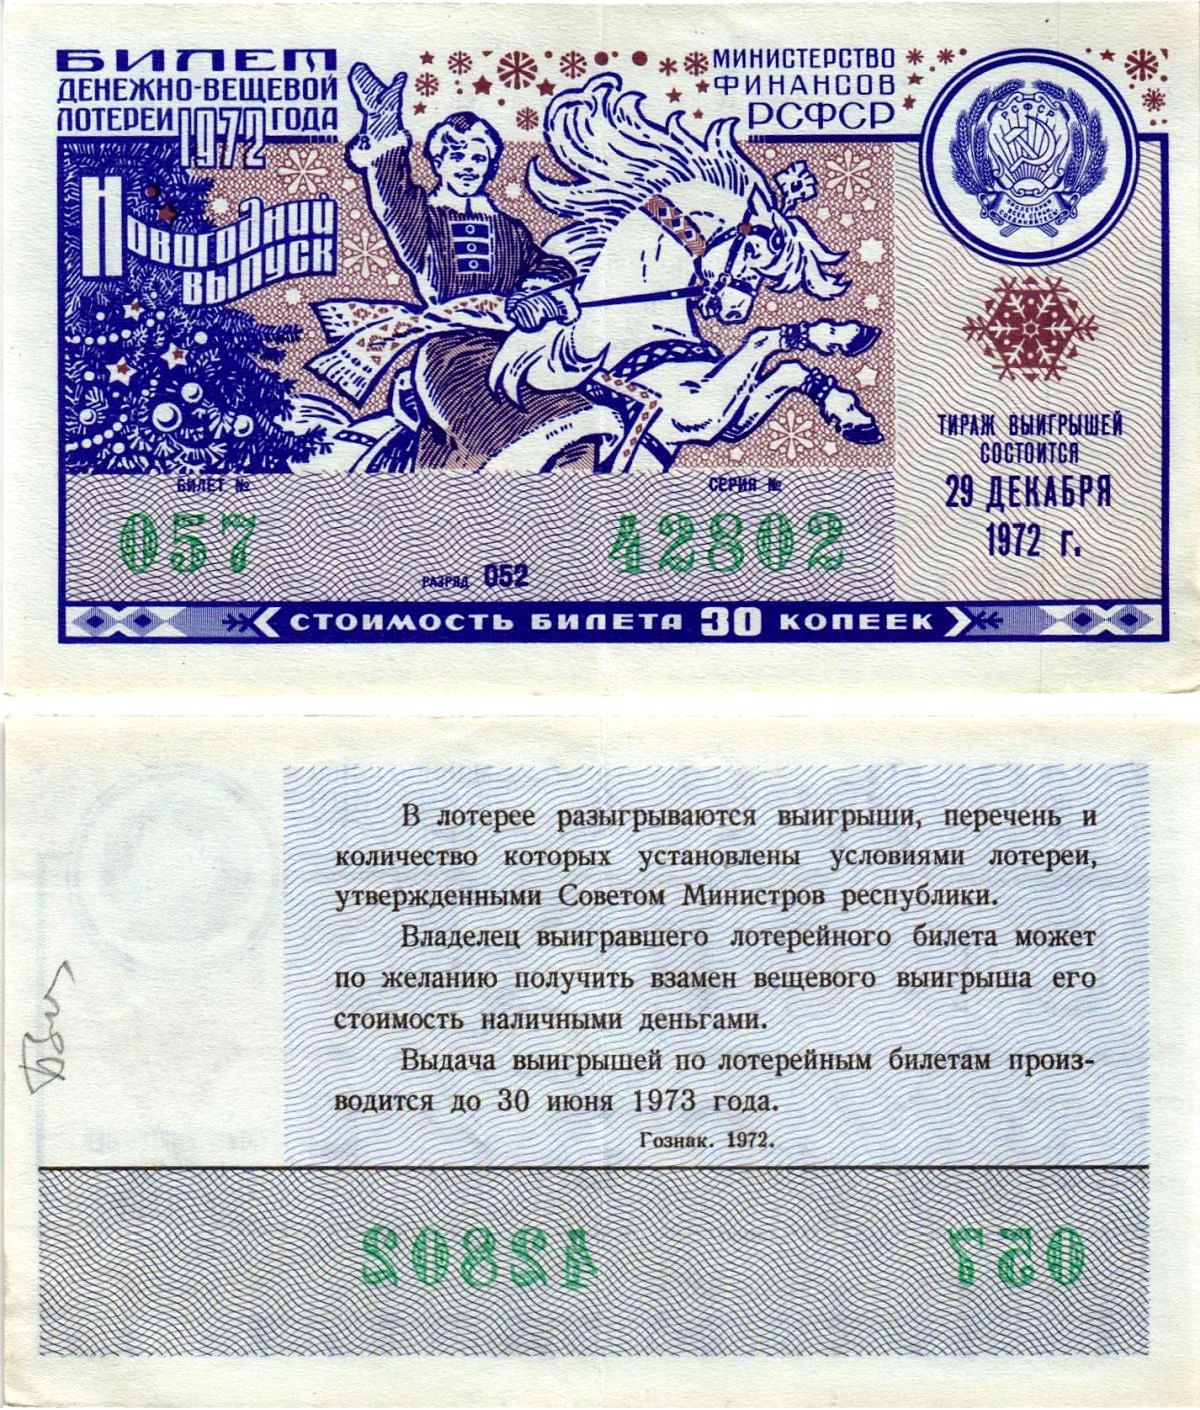 БИЛЕТ
ДЕНЕЖНО-ВЕЩЕВОЙ
ЛОТЕРЕИ 1972 ГОДА
МИНИСТЕРСТВО
ФИНАНСОВ
РСФСР
НОВОГОДНИЙ
ВЫПУСК
РСФСР
ТИРАЖ ВЫИГРЫШЕЙ
СОСТОИТСЯ
29 ДЕКАБРЯ
1972 г.
БИЛЕТ № СЕРИЯ №
057 42802
РАЗРЯД 052
СТОИМОСТЬ БИЛЕТА 30 КОПЕЕК
В лотерее разыгрываются выигрыши, перечень и
количество которых установлены условиями лотереи,
утвержденными Советом Министров республики.
Владелец выигравшего лотерейного билета может
по желанию получить взамен вещевого выигрыша его
стоимость наличными деньгами.
Выдача выигрышей по лотерейным билетам произ-
водится до 30 июня 1973 года.
Гознак. 1972.
42802 057